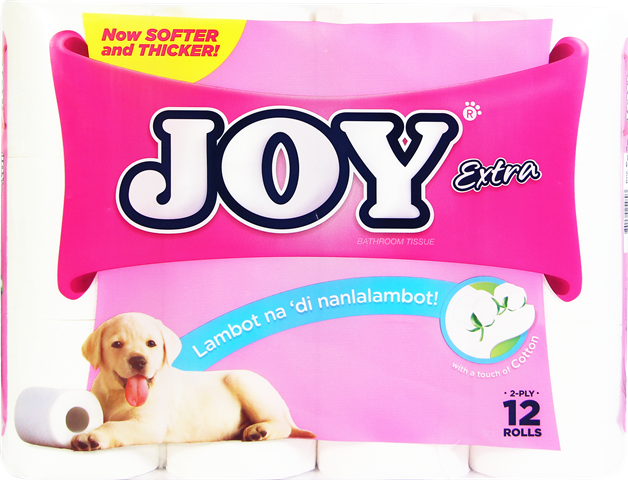 Now SOFTER
and THICKER!
JOY
®
Extra
BATHROOM TISSUE
Lambot na 'di nanlalambot!
with a touch of Cotton
• 2-PLY •
12
ROLLS